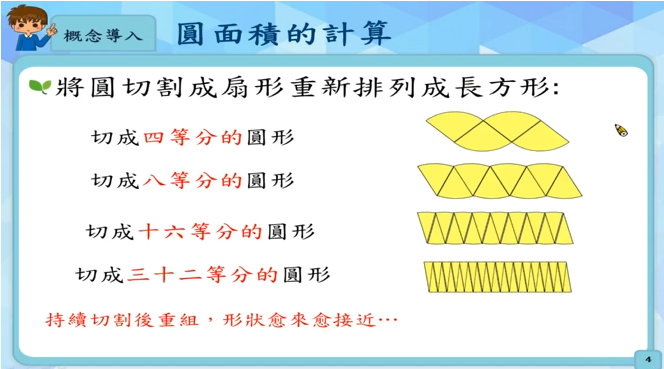 概念導入
圓面積的計算
將圓切割成扇形重新排列成長方形:
切成四等分的圓形
切成八等分的圓形
切成十六等分的圓形
切成三十二等分的圓形
持續切割後重組，形狀愈來愈接近…
4